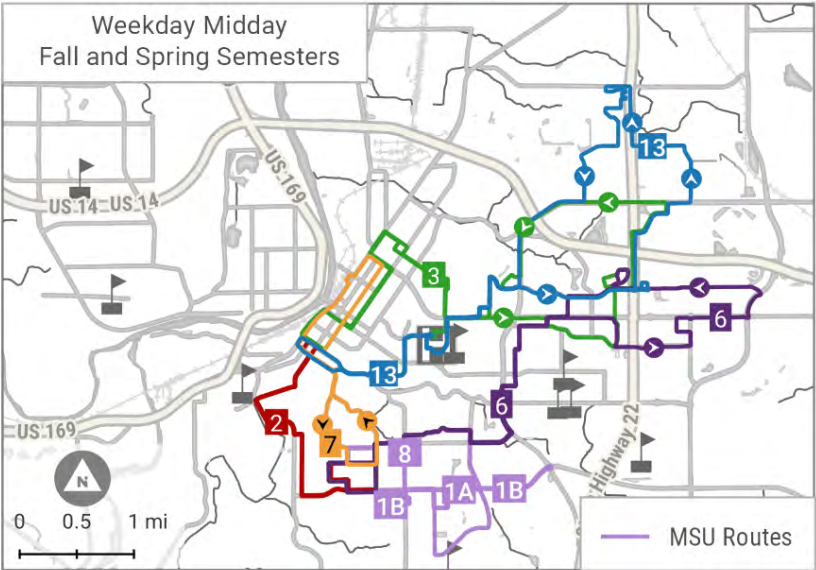 Weekday Midday
Fall and Spring Semesters
13
US 169
US 14 US 14
3
6
13
6
2
7
8
US 169
Highway 22
N
1B
1A
1B
0 0.5 1 mi
MSU Routes